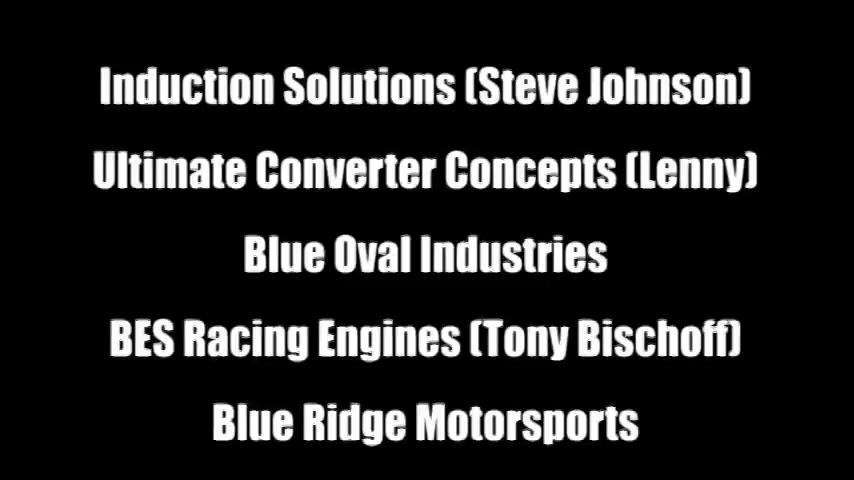 Induction Solutions (Steve Johnson)
Ultimate Converter Concepts (Lenny)
Blue Oval Industries
BES Racing Engines (Tony Bischoff)
Blue Ridge Motorsports